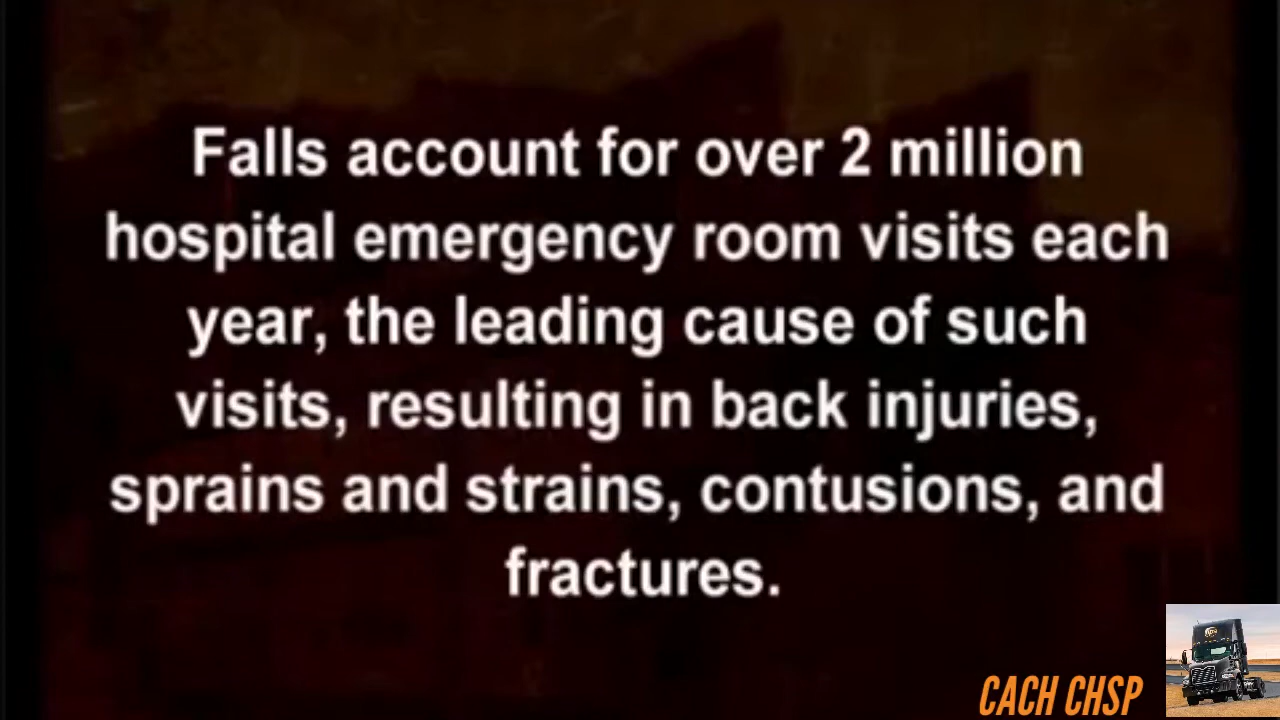 Falls account for over 2 million
hospital emergency room visits each
year, the leading cause of such
visits, resulting in back injuries,
sprains and strains, contusions, and
fractures.
CACH CHSP